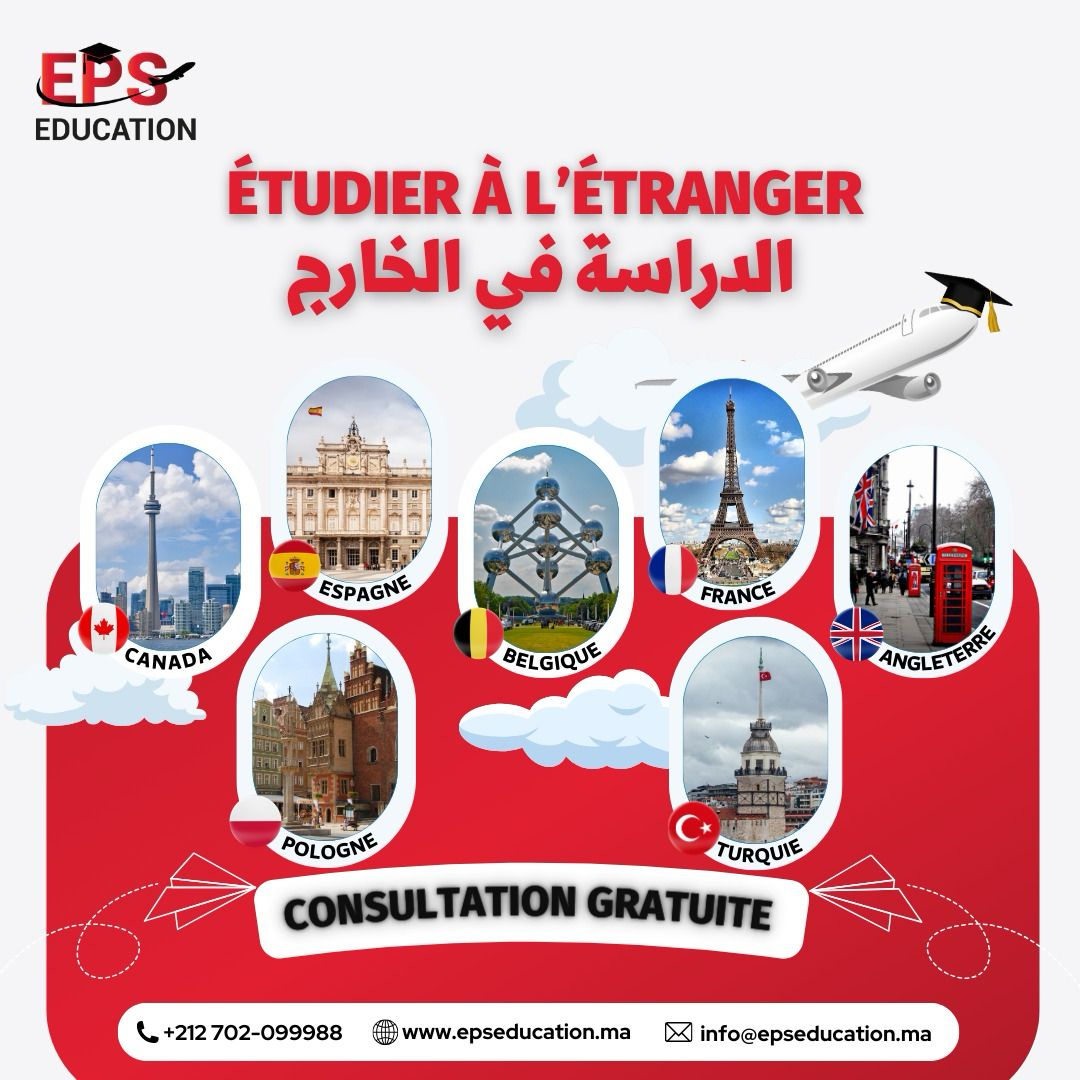 EPS
EDUCATION
ÉTUDIER À L'ÉTRANGER
الدراسة في الخارج
CANADA
ESPAGNE
BELGIQUE
FRANCE
ANGLETERRE
POLOGNE
TURQUIE
CONSULTATION GRATUITE
+212 702-099988 www.epseducation.ma info@epseducation.ma